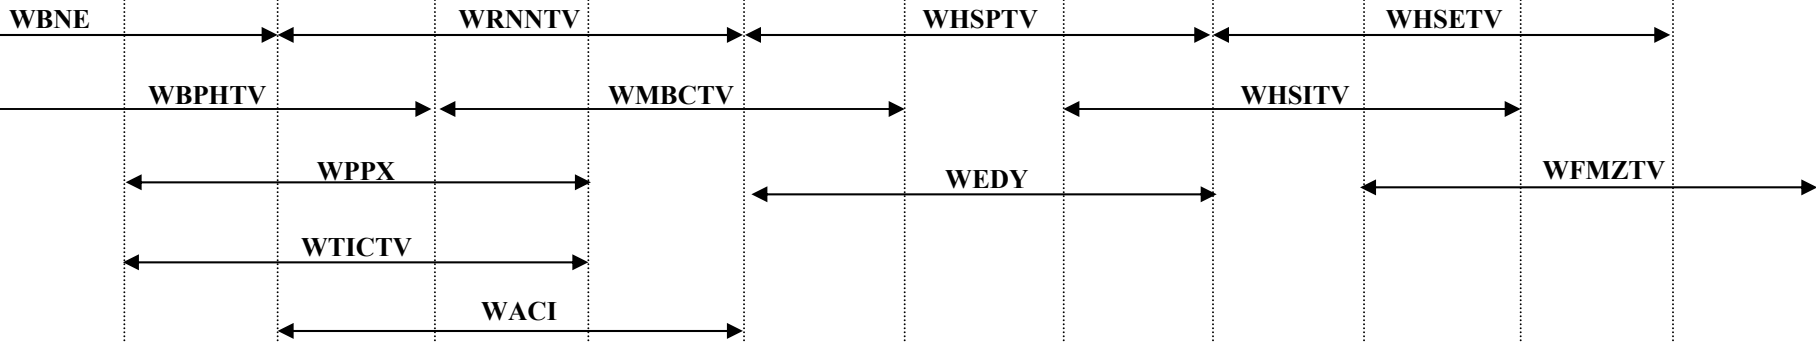 WBNE WRNNTV WHSPTV WHSETV
WBPHTV WMBCTV WHSITV
WPPX WEDY WFMZTV
WTICTV
WACI